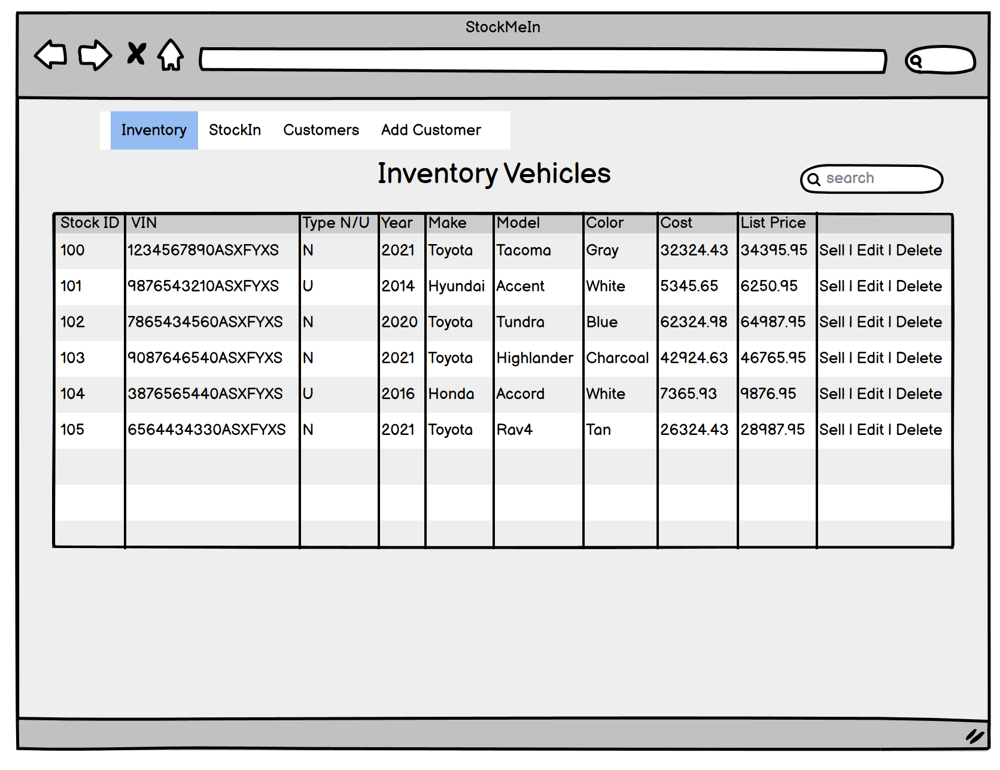 StockMeIn
Inventory StockIn Customers Add Customer
Inventory Vehicles
search
Stock ID VIN Type N/U Year Make Model Color Cost List Price
100 1234567890ASXFYXS N 2021 Toyota Tacoma Gray 32324.43 34395.95 Sell | Edit | Delete
101 9876543210ASXFYXS U 2014 Hyundai Accent White 5345.65 6250.95 Sell | Edit | Delete
102 7865434560ASXFYXS N 2020 Toyota Tundra Blue 62324.98 64987.95 Sell | Edit | Delete
103 9087646540ASXFYXS N 2021 Toyota Highlander Charcoal 42924.63 46765.95 Sell | Edit | Delete
104 3876565440ASXFYXS U 2016 Honda Accord White 7365.93 9876.95 Sell | Edit | Delete
105 6564434330ASXFYXS N 2021 Toyota Rav4 Tan 26324.43 28987.95 Sell | Edit | Delete